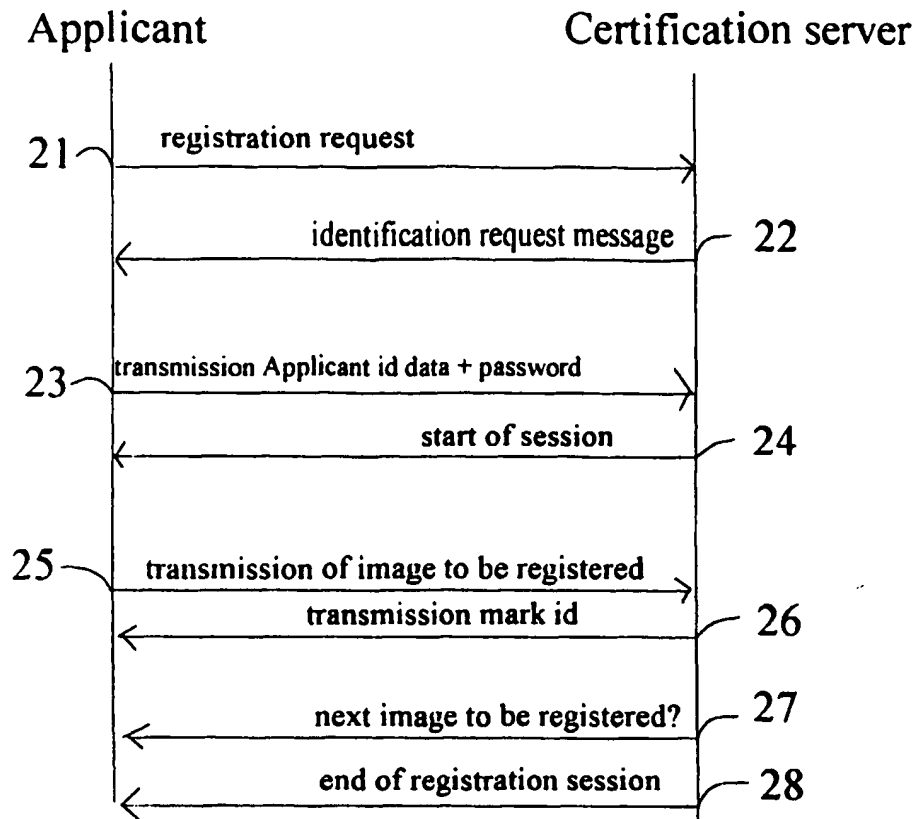 Applicant Certification server
21 registration request
identification request message 22
23 transmission Applicant id data + password
start of session 24
25 transmission of image to be registered
transmission mark id 26
next image to be registered? 27
end of registration session 28